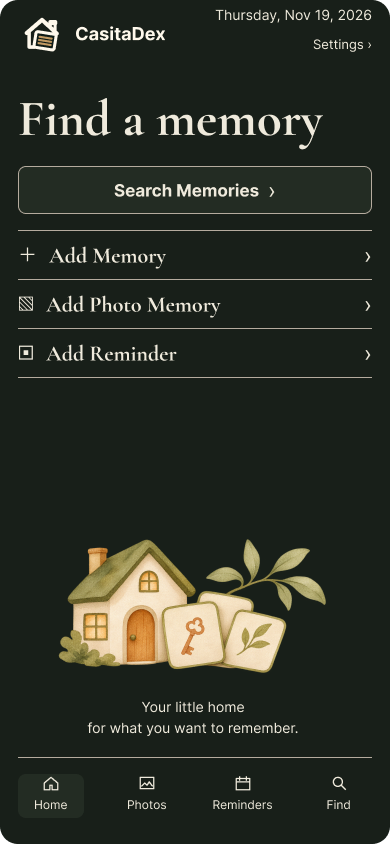 CasitaDex
Thursday, Nov 19, 2026
Settings ›
Find a memory
Search Memories ›
Add Memory ›
Add Photo Memory ›
Add Reminder ›
Your little home
for what you want to remember.
Home
Photos
Reminders
Find